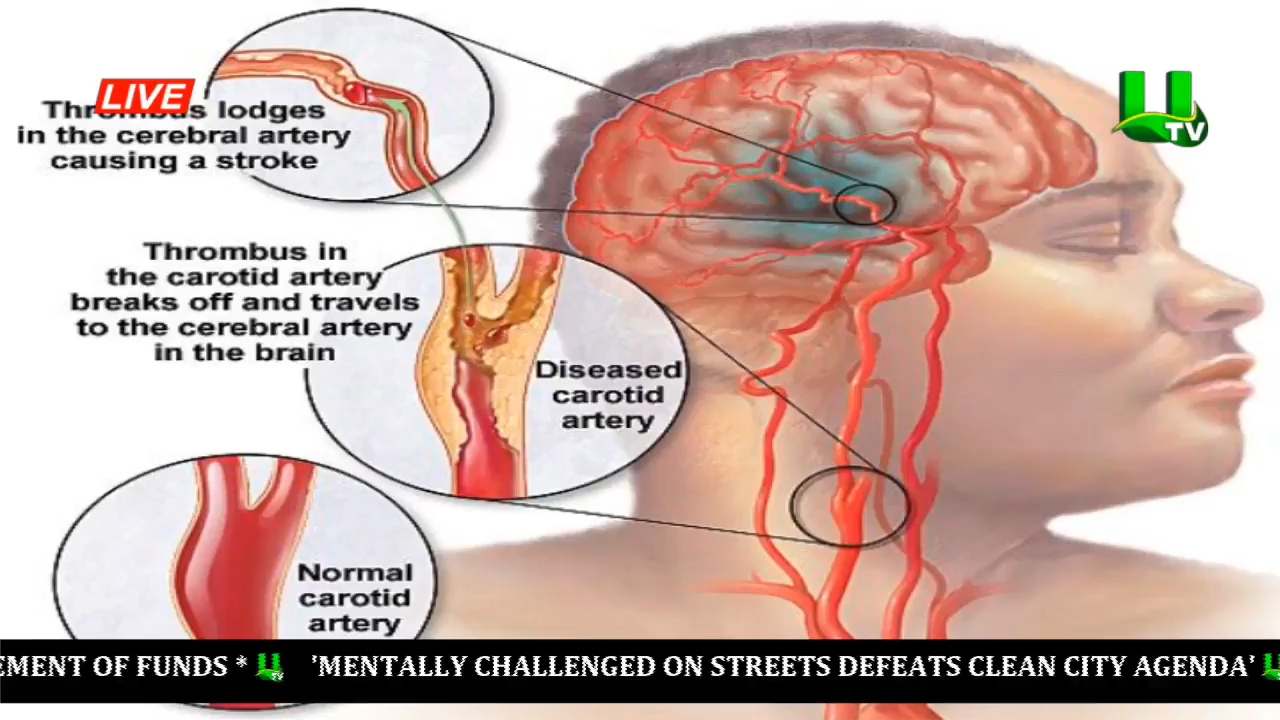 LIVE
lodges
in the cerebral artery
causing a stroke
Thrombus in
the carotid artery
breaks off and travels
to the cerebral artery
in the brain
Diseased
carotid
artery
Normal
carotid
artery
U
TV
EMENT OF FUNDS * U TV 'MENTALLY CHALLENGED ON STREETS DEFEATS CLEAN CITY AGENDA'